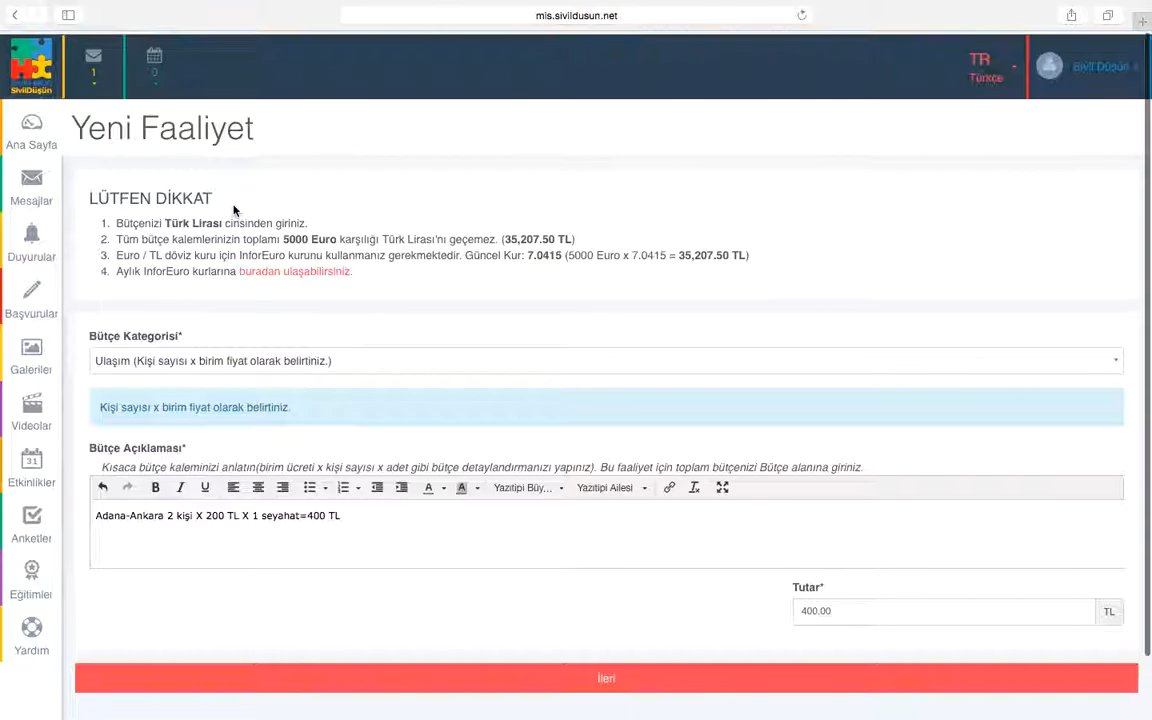 mis.sivildusun.net
SivilDüşün
1
0
TR
Türkçe
Sivil Düşün
Yeni Faaliyet
Ana Sayfa
Mesajlar
Duyurular
Başvurular
Galeriler
Videolar
31
Etkinlikler
Anketler
Eğitimler
Yardım
LÜTFEN DİKKAT
1. Bütçenizi Türk Lirası cinsinden giriniz.
2. Tüm bütçe kalemlerinizin toplamı 5000 Euro karşılığı Türk Lirası'nı geçemez. (35,207.50 TL)
3. Euro / TL döviz kuru için InforEuro kurunu kullanmanız gerekmektedir. Güncel Kur: 7.0415 (5000 Euro x 7.0415 = 35,207.50 TL)
4. Aylık InforEuro kurlarına buradan ulaşabilirsiniz.
Bütçe Kategorisi*
Ulaşım (Kişi sayısı x birim fiyat olarak belirtiniz.)
Kişi sayısı x birim fiyat olarak belirtiniz.
Bütçe Açıklaması*
Kısaca bütçe kaleminizi anlatın(birim ücreti x kişi sayısı x adet gibi bütçe detaylandırmanızı yapınız). Bu faaliyet için toplam bütçenizi Bütçe alanına giriniz.
B I U A A Yazıtipi Büy... Yazıtipi Ailesi
Adana-Ankara 2 kişi X 200 TL X 1 seyahat=400 TL
Tutar*
400.00 TL
İleri